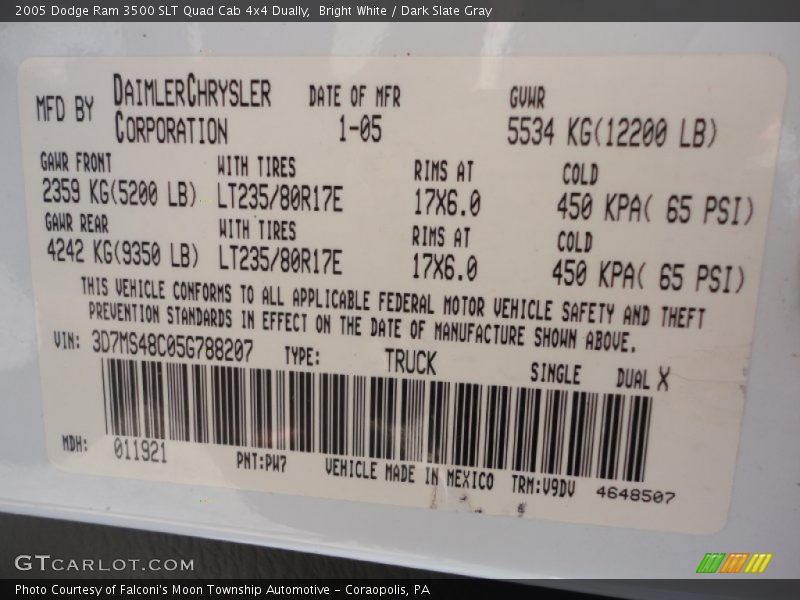 2005 Dodge Ram 3500 SLT Quad Cab 4x4 Dually,  Bright White / Dark Slate Gray
MFD BY DAIMLERCHRYSLER CORPORATION DATE OF MFR 1-05 GVWR 5534 KG(12200 LB)
GAWR FRONT WITH TIRES RIMS AT COLD
2359 KG(5200 LB) LT235/80R17E 17X6.0 450 KPA( 65 PSI)
GAWR REAR WITH TIRES RIMS AT COLD
4242 KG(9350 LB) LT235/80R17E 17X6.0 450 KPA( 65 PSI)
THIS VEHICLE CONFORMS TO ALL APPLICABLE FEDERAL MOTOR VEHICLE SAFETY AND THEFT
PREVENTION STANDARDS IN EFFECT ON THE DATE OF MANUFACTURE SHOWN ABOVE.
VIN: 3D7MS48C05G788207 TYPE: TRUCK SINGLE DUAL X
MDH: 011921 PNT:PW7 VEHICLE MADE IN MEXICO TRM:V9DV 4648507
GTCARLOT.COM
Photo Courtesy of Falconi's Moon Township Automotive - Coraopolis, PA